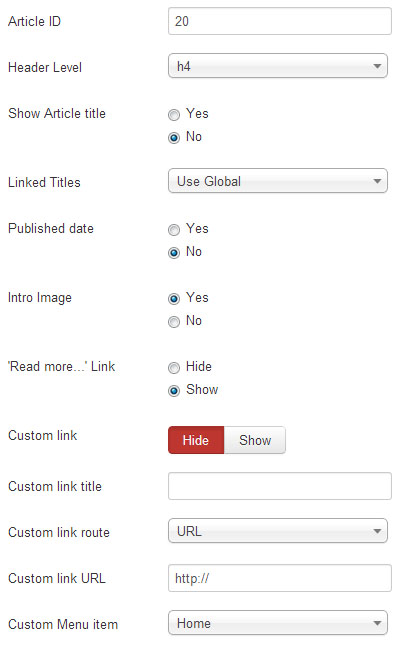 Article ID 20
Header Level h4
Show Article title Yes
No
Linked Titles Use Global
Published date Yes
No
Intro Image Yes
No
'Read more...' Link Hide
Show
Custom link Hide Show
Custom link title
Custom link route URL
Custom link URL http://
Custom Menu item Home